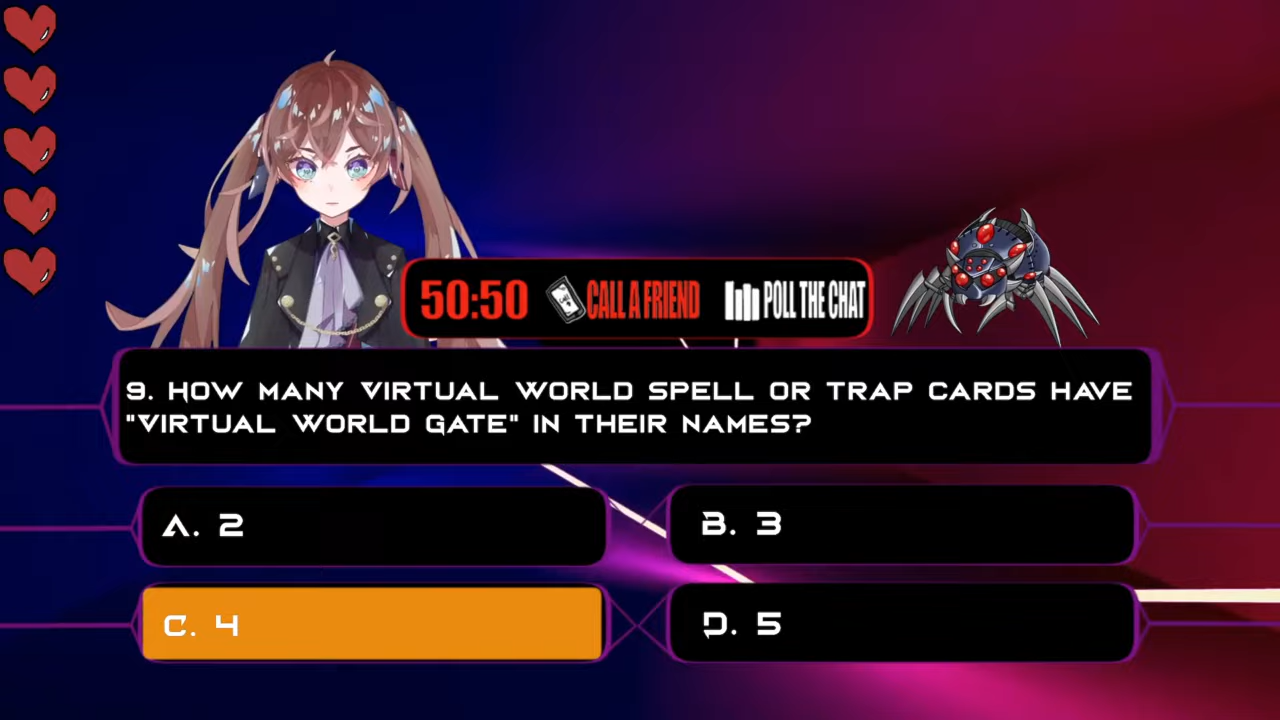 50:50 CALL A FRIEND POLL THE CHAT
9. HOW MANY VIRTUAL WORLD SPELL OR TRAP CARDS HAVE
"VIRTUAL WORLD GATE" IN THEIR NAMES?
A. 2
B. 3
C. 4
D. 5